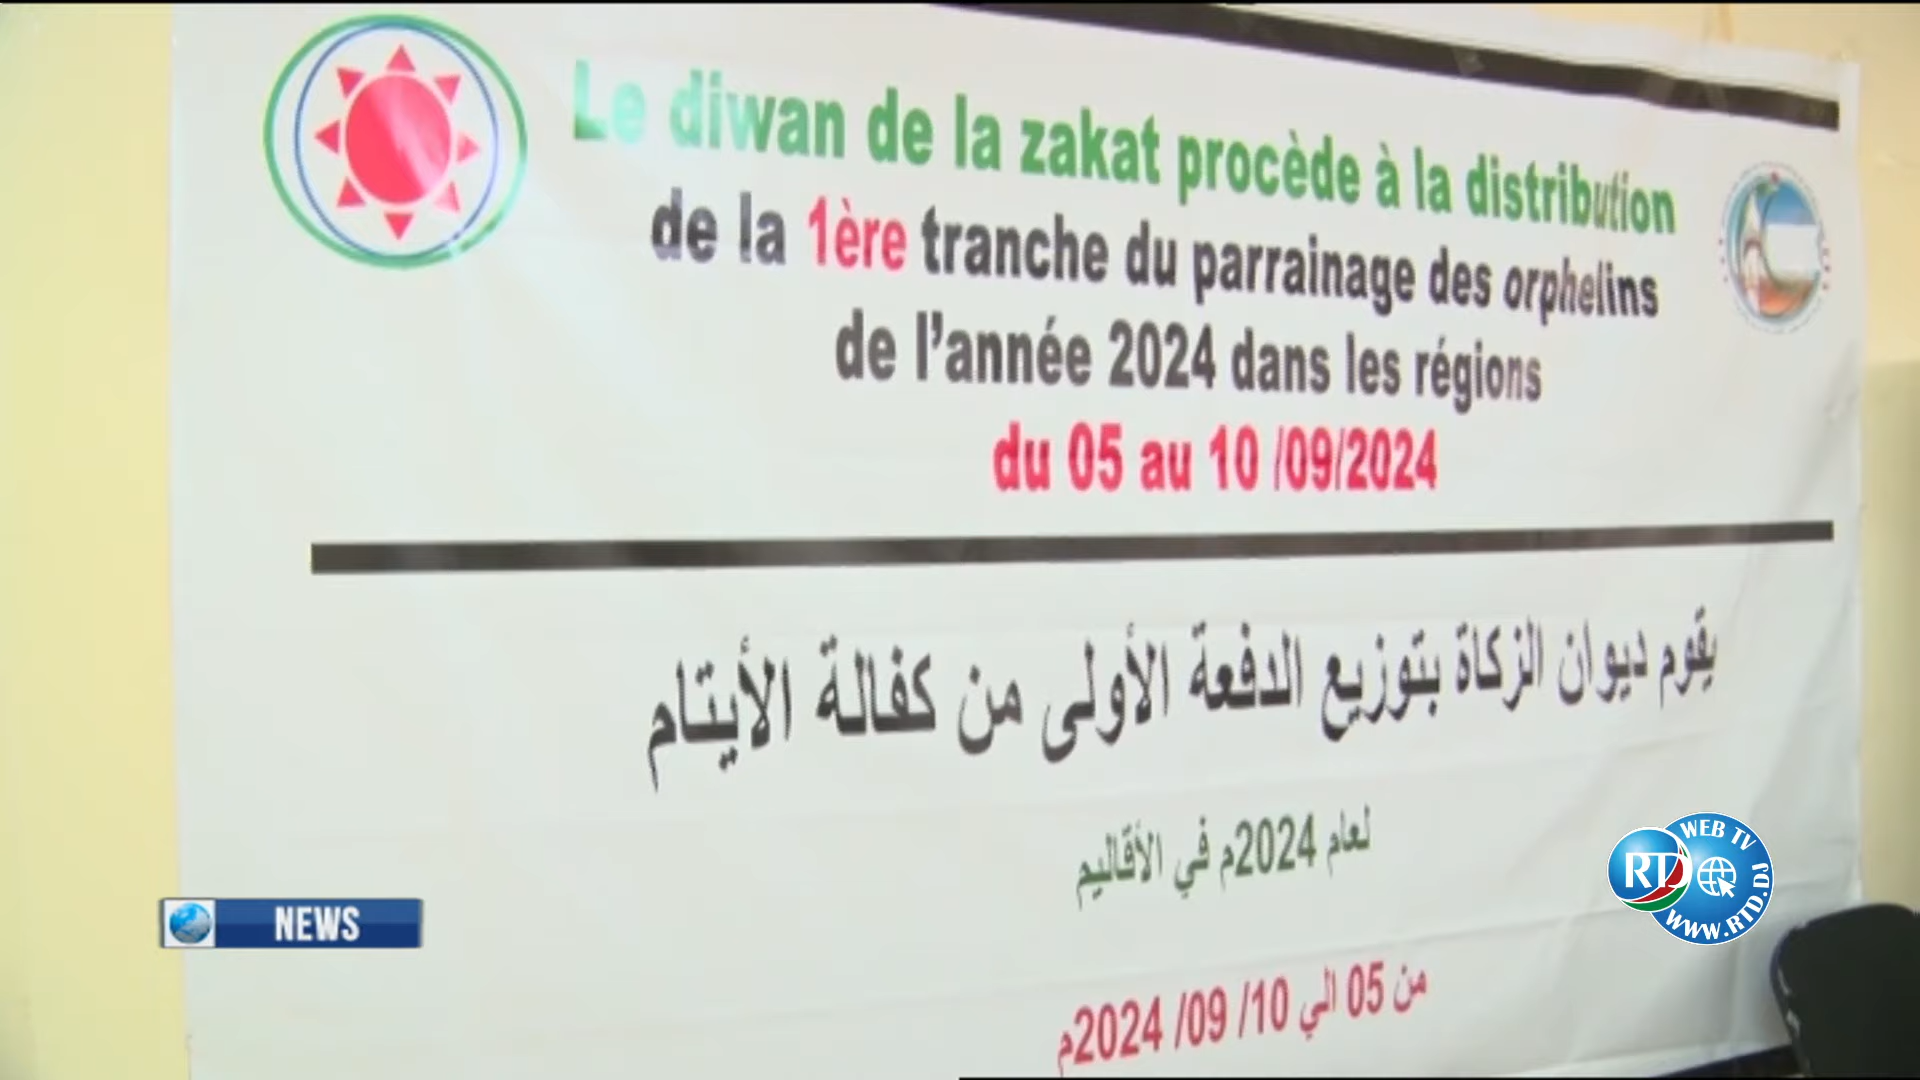 Le diwan de la zakat procède à la distribution
de la 1ère tranche du parrainage des orphelins
de l'année 2024 dans les régions
du 05 au 10 /09/2024
يقوم ديوان الزكاة بتوزيع الدفعة الأولى من كفالة الأيتام
لعام 2024م في الأقاليم
من 05 الي 10/ 09/ 2024م
NEWS
WEB TV
RTD
WWW.RTD.DJ